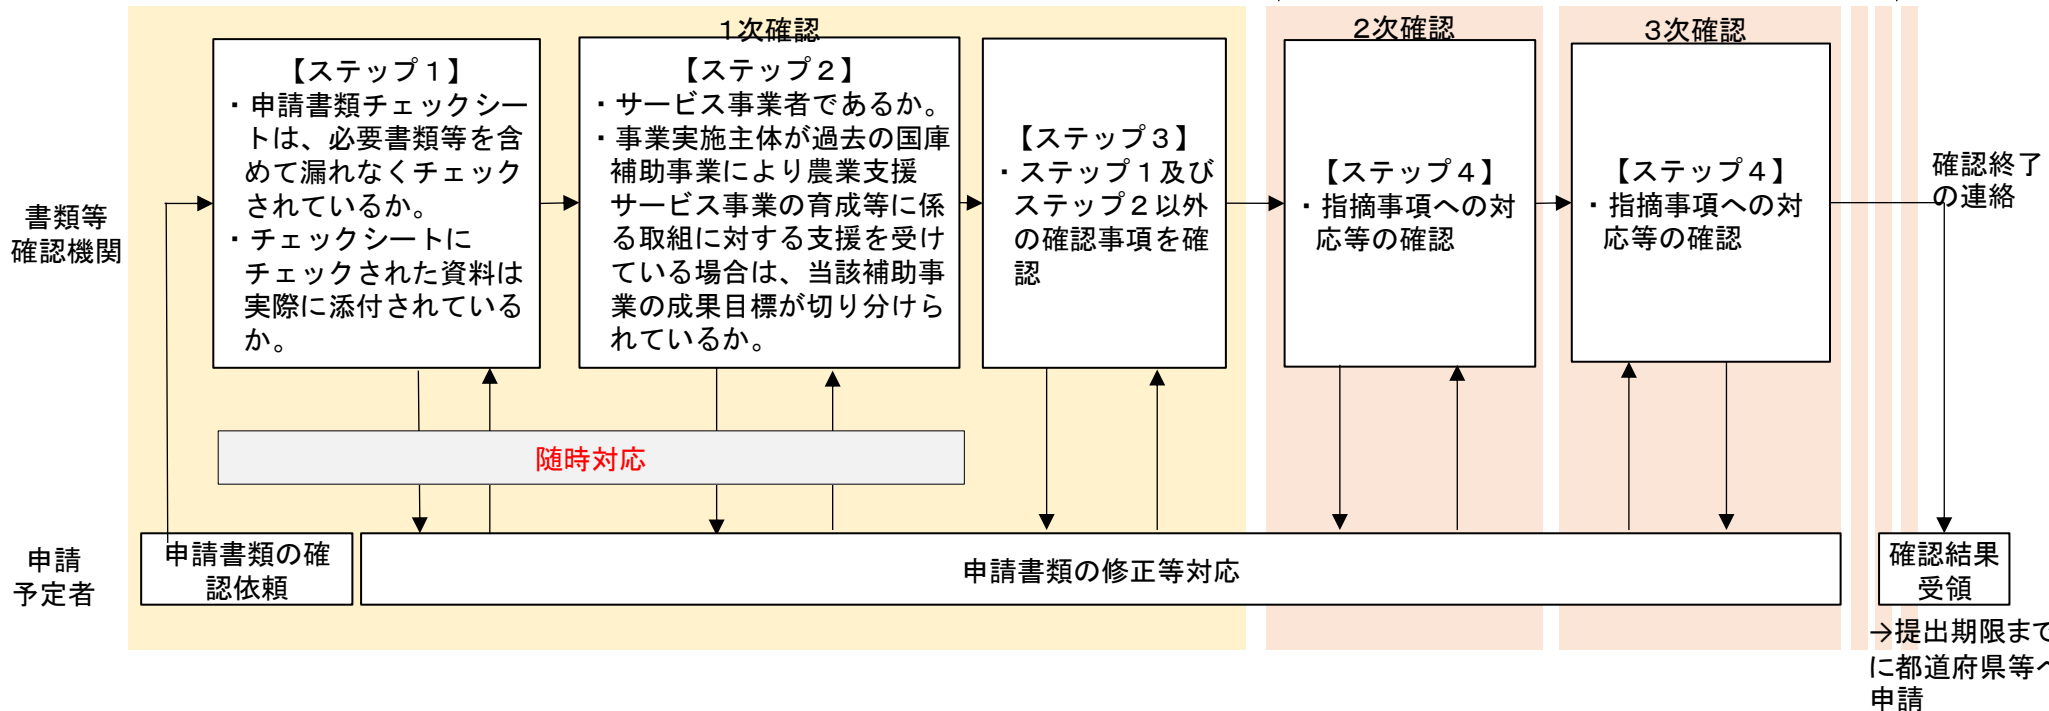 1次確認
2次確認
3次確認
書類等
確認機関
【ステップ1】
・申請書類チェックシー
トは、必要書類等を含
めて漏れなくチェック
されているか。
・チェックシートに
チェックされた資料は
実際に添付されている
か。
【ステップ2】
・サービス事業者であるか。
・事業実施主体が過去の国庫
補助事業により農業支援
サービス事業の育成等に係
る取組に対する支援を受け
ている場合は、当該補助事
業の成果目標が切り分けら
れているか。
【ステップ3】
・ステップ1及び
ステップ2以外
の確認事項を確
認
【ステップ4】
・指摘事項への対
応等の確認
【ステップ4】
・指摘事項への対
応等の確認
確認終了
の連絡
随時対応
申請
予定者
申請書類の確
認依頼
申請書類の修正等対応
確認結果
受領
→提出期限まで
に都道府県等へ
申請